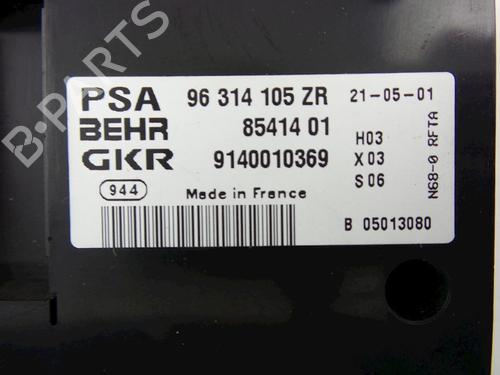 B-PARTS
PSA 96 314 105 ZR 21-05-01
BEHR 85414 01 H03
GKR 9140010369 X03
944 Made in France S06
B 05013080
N68-0 RFTA